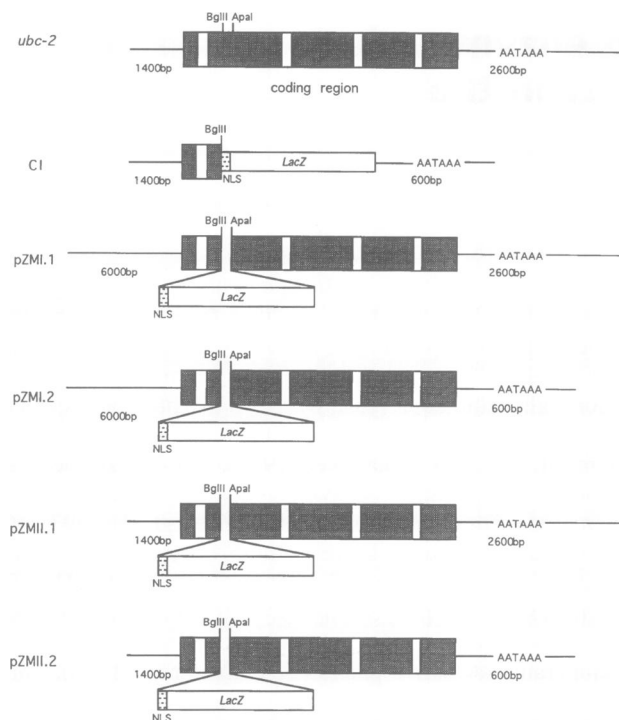 BglII ApaI
ubc-2
AATAAA
1400bp
2600bp
coding region
BglII
CI
LacZ
AATAAA
1400bp
NLS
600bp
BglII ApaI
pZMI.1
AATAAA
6000bp
2600bp
LacZ
NLS
BglII ApaI
pZMI.2
AATAAA
6000bp
600bp
LacZ
NLS
BglII ApaI
pZMII.1
AATAAA
1400bp
2600bp
LacZ
NLS
BglII ApaI
pZMII.2
AATAAA
1400bp
600bp
LacZ
NLS